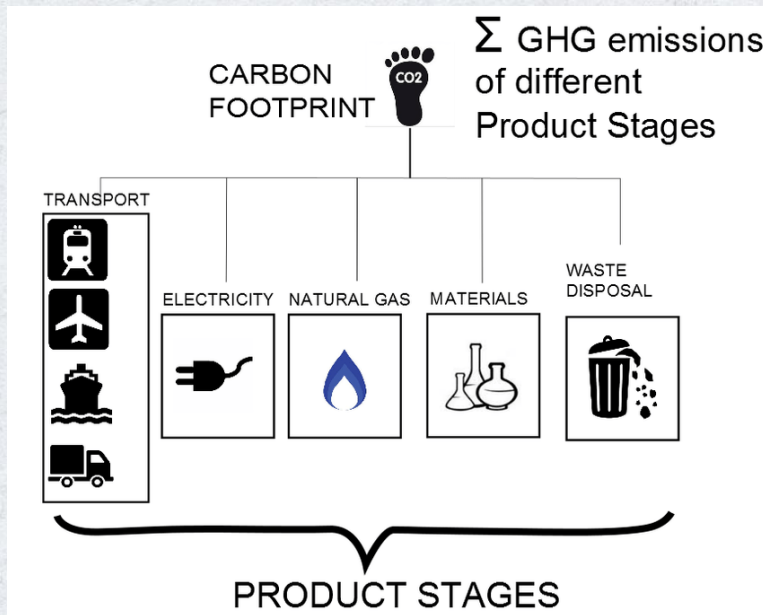 CARBON
FOOTPRINT
CO2
Σ GHG emissions
of different
Product Stages
TRANSPORT
ELECTRICITY
NATURAL GAS
MATERIALS
WASTE
DISPOSAL
PRODUCT STAGES